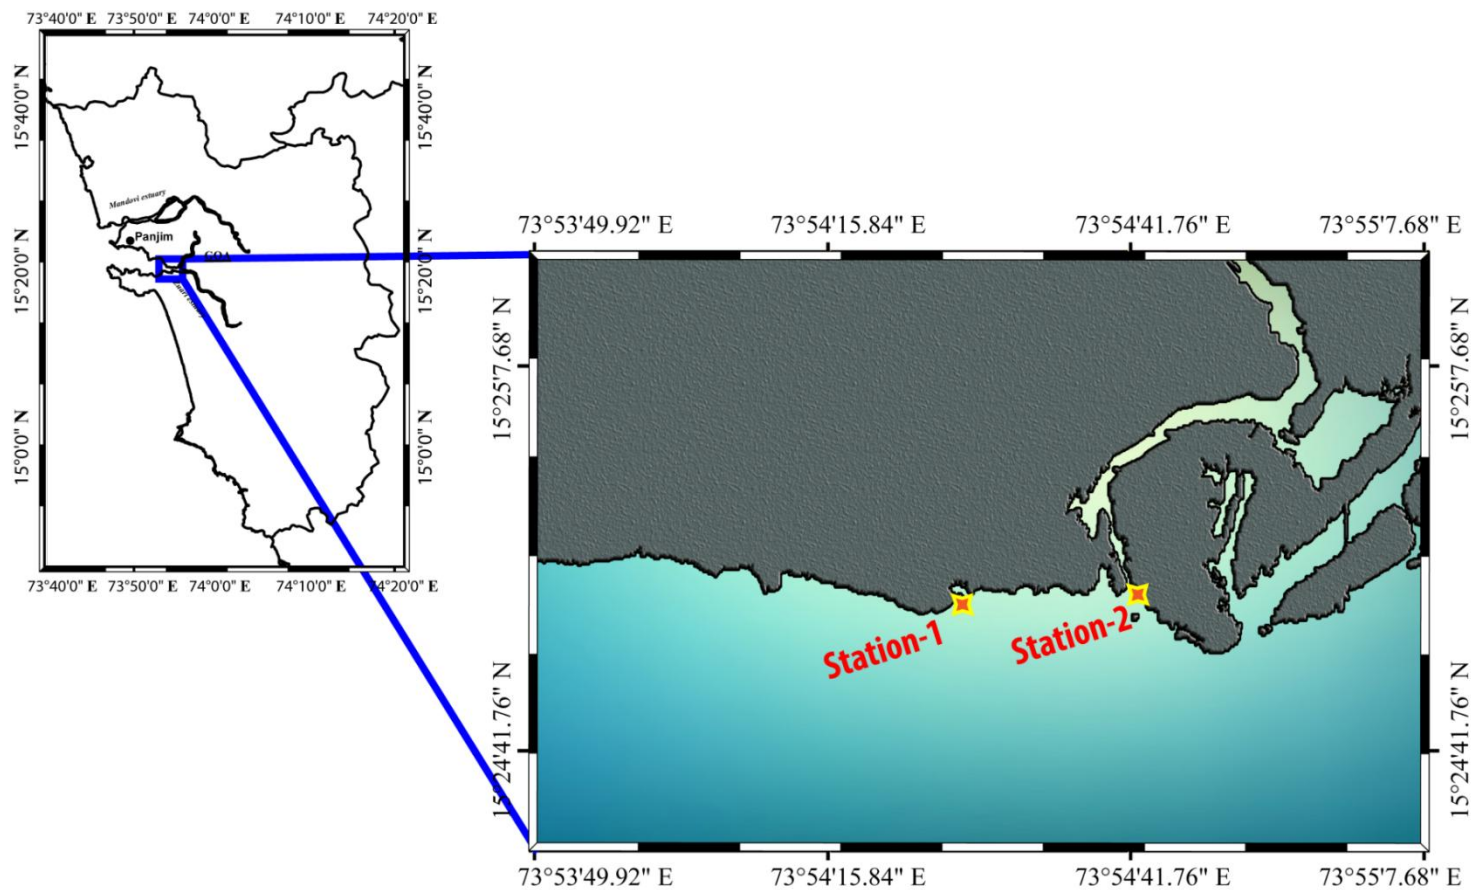 73°40'0" E 73°50'0" E 74°0'0" E 74°10'0" E 74°20'0" E
15°40'0" N
15°40'0" N
Mandovi estuary
Panjim
GOA
15°20'0" N
15°20'0" N
estuary
15°0'0" N
15°0'0" N
73°40'0" E 73°50'0" E 74°0'0" E 74°10'0" E 74°20'0" E
73°53'49.92" E 73°54'15.84" E 73°54'41.76" E 73°55'7.68" E
15°25'7.68" N
15°25'7.68" N
Station-1
Station-2
15°24'41.76" N
15°24'41.76" N
73°53'49.92" E 73°54'15.84" E 73°54'41.76" E 73°55'7.68" E